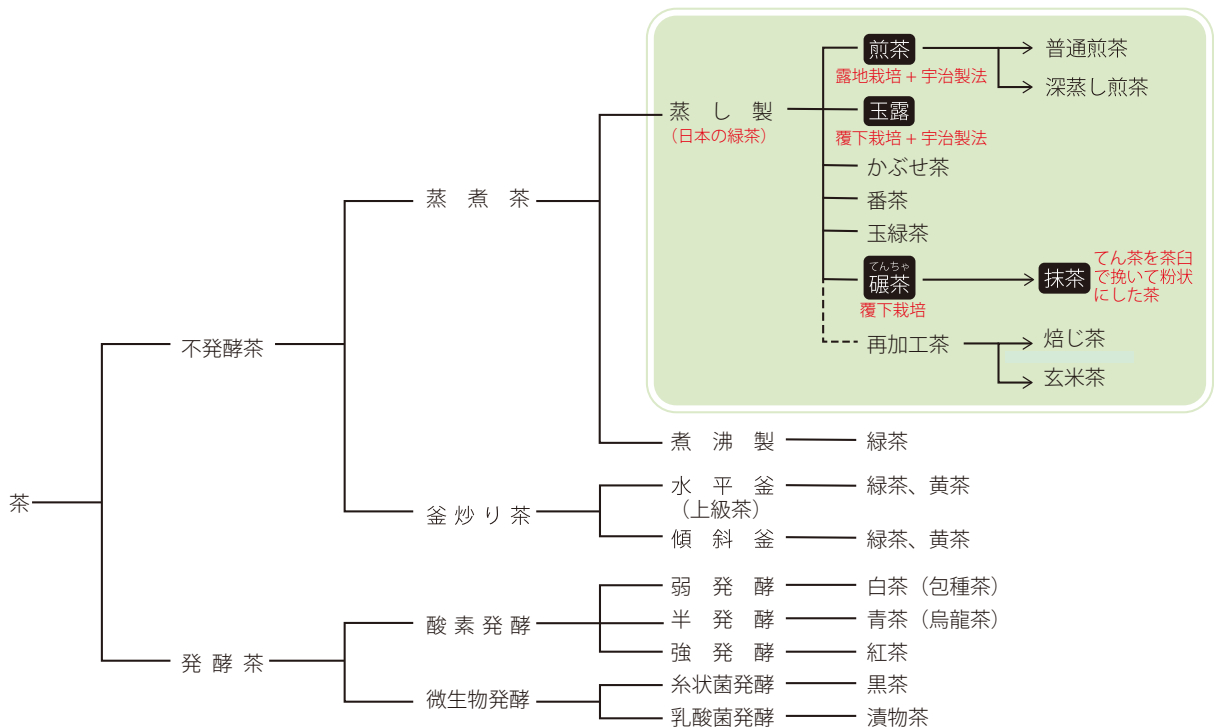 茶
不発酵茶
蒸煮茶
蒸し製
（日本の緑茶）
煎茶
露地栽培 + 宇治製法
普通煎茶
深蒸し煎茶
玉露
覆下栽培 + 宇治製法
かぶせ茶
番茶
玉緑茶
てんちゃ
碾茶
覆下栽培
抹茶
てん茶を茶臼
で挽いて粉状
にした茶
再加工茶
焙じ茶
玄米茶
煮沸製
緑茶
釜炒り茶
水平釜
（上級茶）
緑茶、黄茶
傾斜釜
緑茶、黄茶
発酵茶
酸素発酵
弱発酵
白茶（包種茶）
半発酵
青茶（烏龍茶）
強発酵
紅茶
微生物発酵
糸状菌発酵
黒茶
乳酸菌発酵
漬物茶